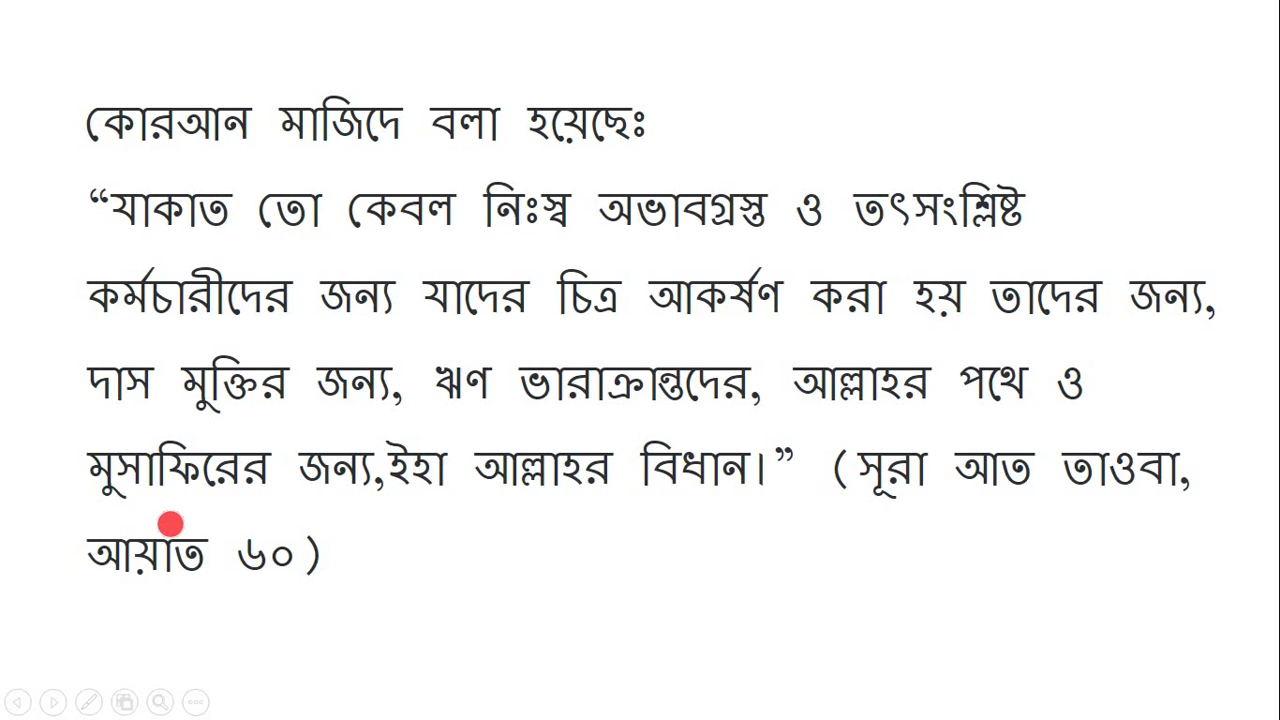 কোরআন মাজিদে বলা হয়েছেঃ
“যাকাত তো কেবল নিঃস্ব অভাবগ্রস্ত ও তৎসংশ্লিষ্ট
কর্মচারীদের জন্য যাদের চিত্র আকর্ষণ করা হয় তাদের জন্য,
দাস মুক্তির জন্য, ঋণ ভারাক্রান্তদের, আল্লাহর পথে ও
মুসাফিরের জন্য,ইহা আল্লাহর বিধান।” (সূরা আত তাওবা,
আয়াত ৬০)